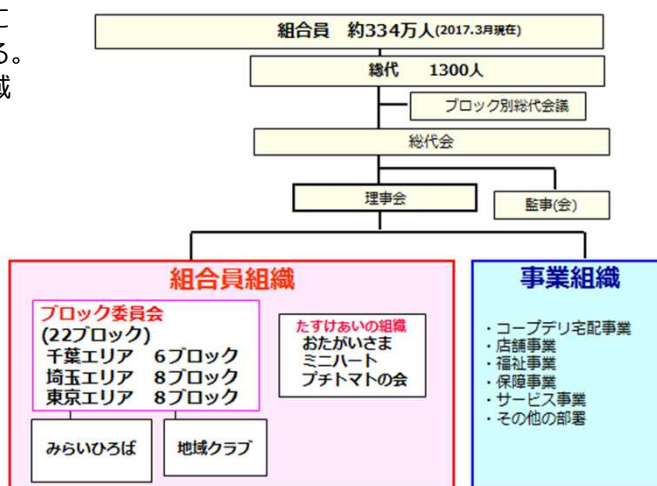 に
る。
域
組合員 約334万人(2017.3月現在)
総代 1300人
ブロック別総代会議
総代会
理事会
監事(会)
組合員組織
ブロック委員会
(22ブロック)
千葉エリア 6ブロック
埼玉エリア 8ブロック
東京エリア 8ブロック
たすけあいの組織
おたがいさま
ミニハート
プチトマトの会
みらいひろば
地域クラブ
事業組織
・コープデリ宅配事業
・店舗事業
・福祉事業
・保障事業
・サービス事業
・その他の部署